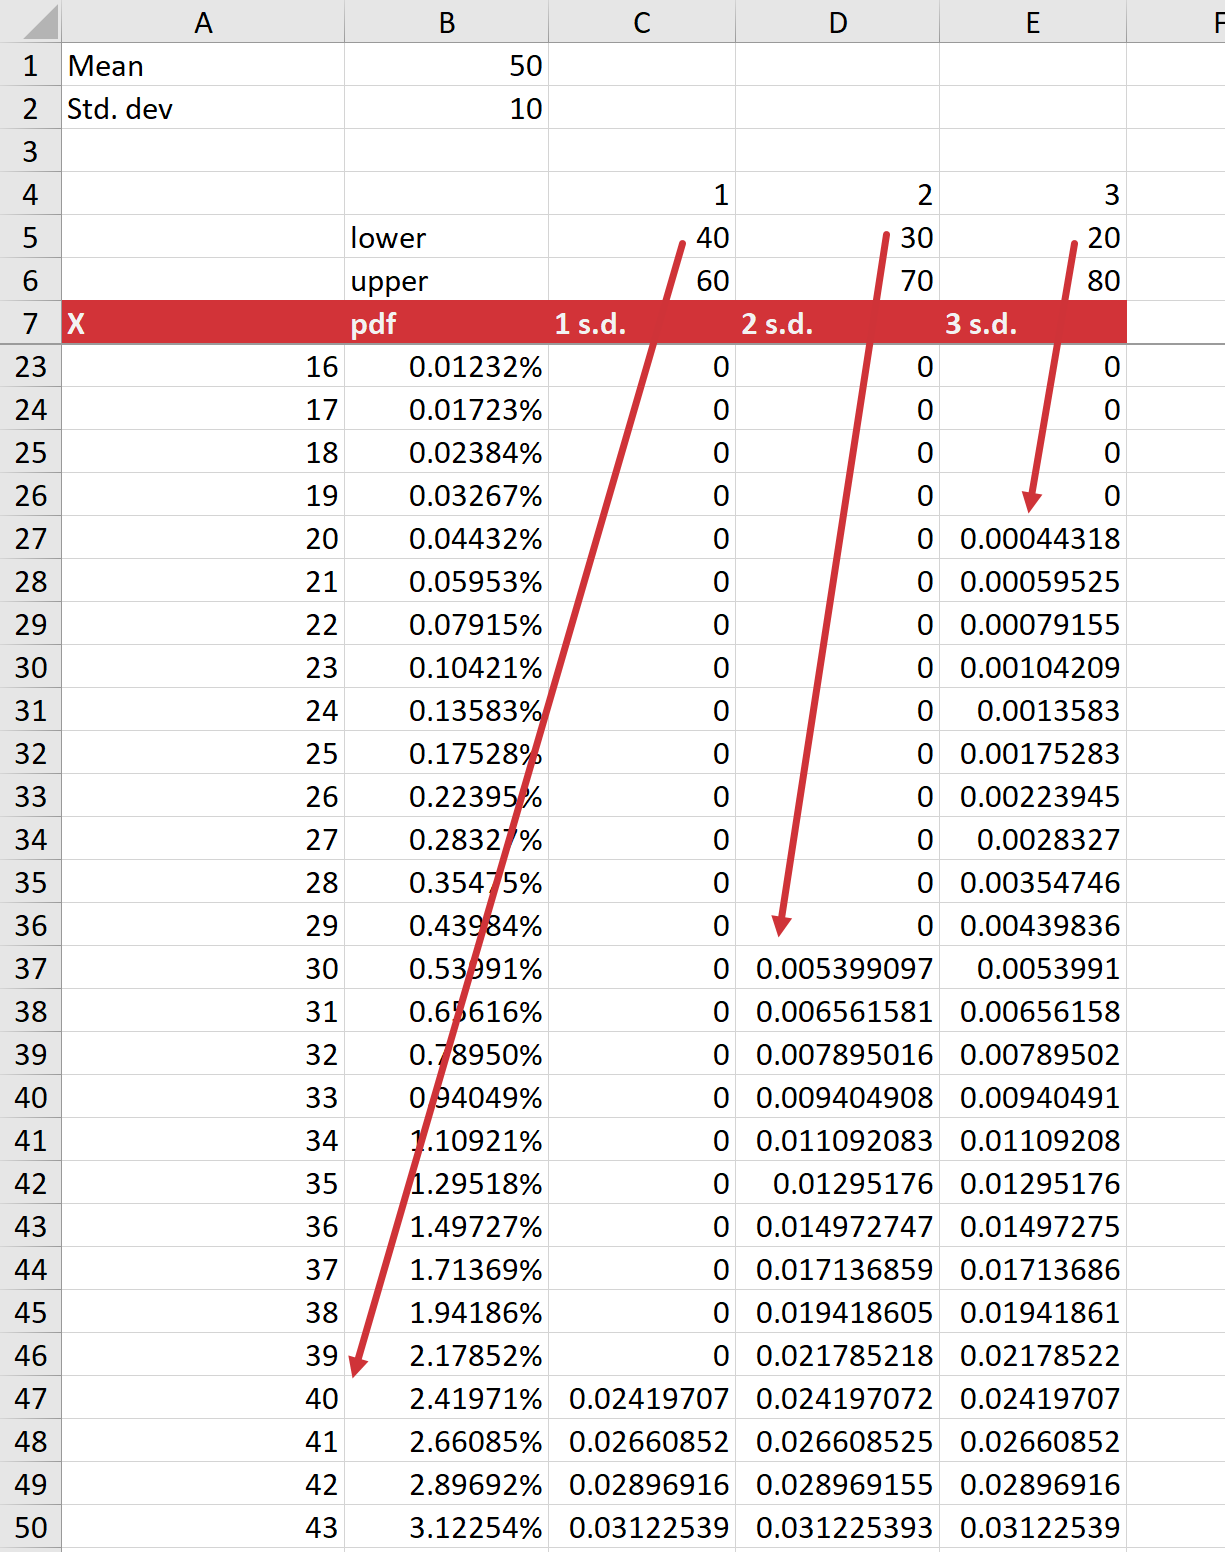 A B C D E F
1 Mean 50
2 Std. dev 10
3
4 1 2 3
5 lower 40 30 20
6 upper 60 70 80
7 X pdf 1 s.d. 2 s.d. 3 s.d.
23 16 0.01232% 0 0 0
24 17 0.01723% 0 0 0
25 18 0.02384% 0 0 0
26 19 0.03267% 0 0 0
27 20 0.04432% 0 0 0.00044318
28 21 0.05953% 0 0 0.00059525
29 22 0.07915% 0 0 0.00079155
30 23 0.10421% 0 0 0.00104209
31 24 0.13583% 0 0 0.0013583
32 25 0.17528% 0 0 0.00175283
33 26 0.22395% 0 0 0.00223945
34 27 0.28327% 0 0 0.0028327
35 28 0.35475% 0 0 0.00354746
36 29 0.43984% 0 0 0.00439836
37 30 0.53991% 0 0.005399097 0.0053991
38 31 0.65616% 0 0.006561581 0.00656158
39 32 0.78950% 0 0.007895016 0.00789502
40 33 0.94049% 0 0.009404908 0.00940491
41 34 1.10921% 0 0.011092083 0.01109208
42 35 1.29518% 0 0.01295176 0.01295176
43 36 1.49727% 0 0.014972747 0.01497275
44 37 1.71369% 0 0.017136859 0.01713686
45 38 1.94186% 0 0.019418605 0.01941861
46 39 2.17852% 0 0.021785218 0.02178522
47 40 2.41971% 0.02419707 0.024197072 0.02419707
48 41 2.66085% 0.02660852 0.026608525 0.02660852
49 42 2.89692% 0.02896916 0.028969155 0.02896916
50 43 3.12254% 0.03122539 0.031225393 0.03122539